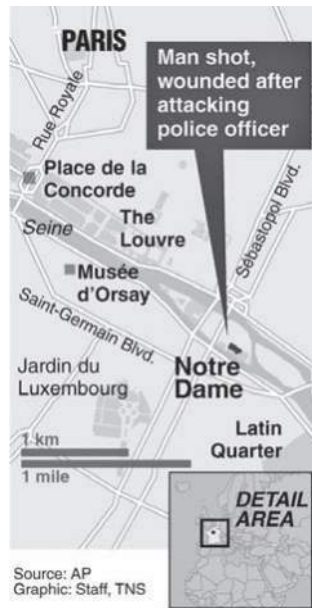 PARIS
Man shot,
wounded after
attacking
police officer
Rue Royale
Place de la
Concorde
The
Louvre
Sébastopol Blvd.
Seine
Musée
d'Orsay
Saint-Germain Blvd.
Notre
Dame
Jardin du
Luxembourg
Latin
Quarter
1 km
1 mile
DETAIL
AREA
Source: AP
Graphic: Staff, TNS